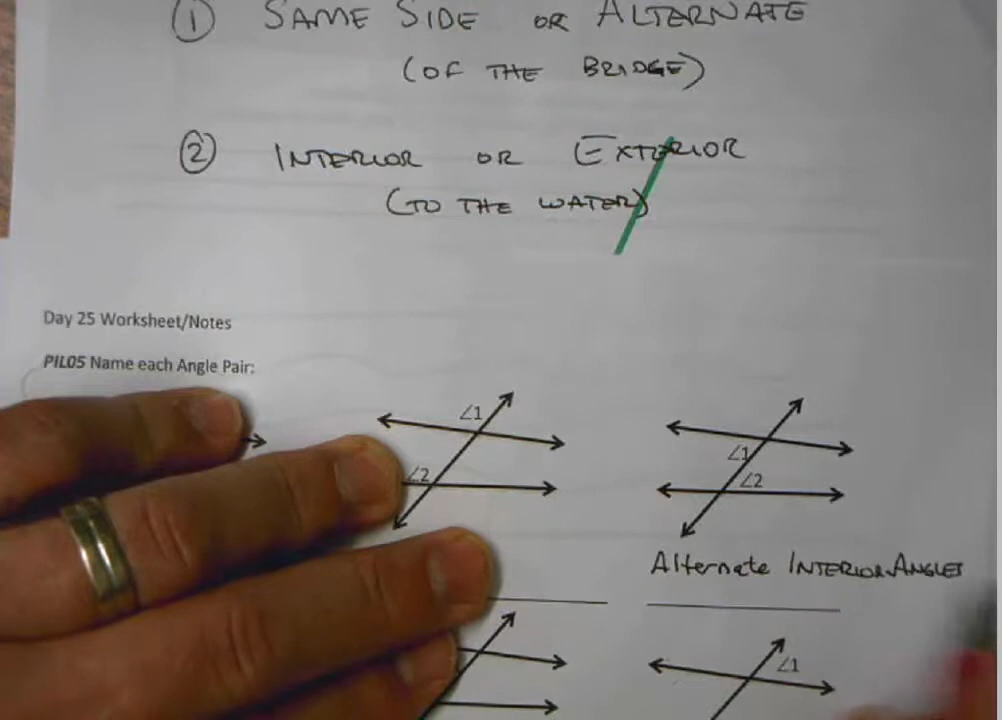 ① SAME SIDE OR ALTERNATE
(OF THE BRIDGE)
② INTERIOR OR EXTERIOR
(TO THE WATER)
Day 25 Worksheet/Notes
PIL05 Name each Angle Pair:
∠1
∠2
∠1
∠2
Alternate INTERIOR ANGLES
∠1